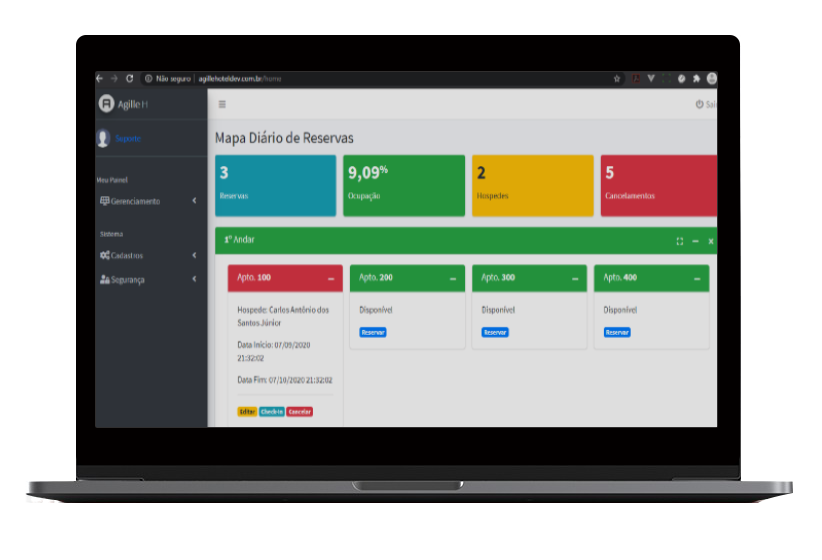 Não seguro agillehoteldev.com.br/home
Agille H
Sair
Suporte
Mapa Diário de Reservas
3
Reservas
9,09%
Ocupação
2
Hospedes
5
Cancelamentos
Meu Painel
Gerenciamento
Sistema
Cadastros
Segurança
1º Andar
Apto. 100
Hospede: Carlos Antônio dos
Santos Júnior
Data Início: 07/09/2020
21:32:02
Data Fim: 07/10/2020 21:32:02
Editar Check-in Cancelar
Apto. 200
Disponível
Reservar
Apto. 300
Disponível
Reservar
Apto. 400
Disponível
Reservar